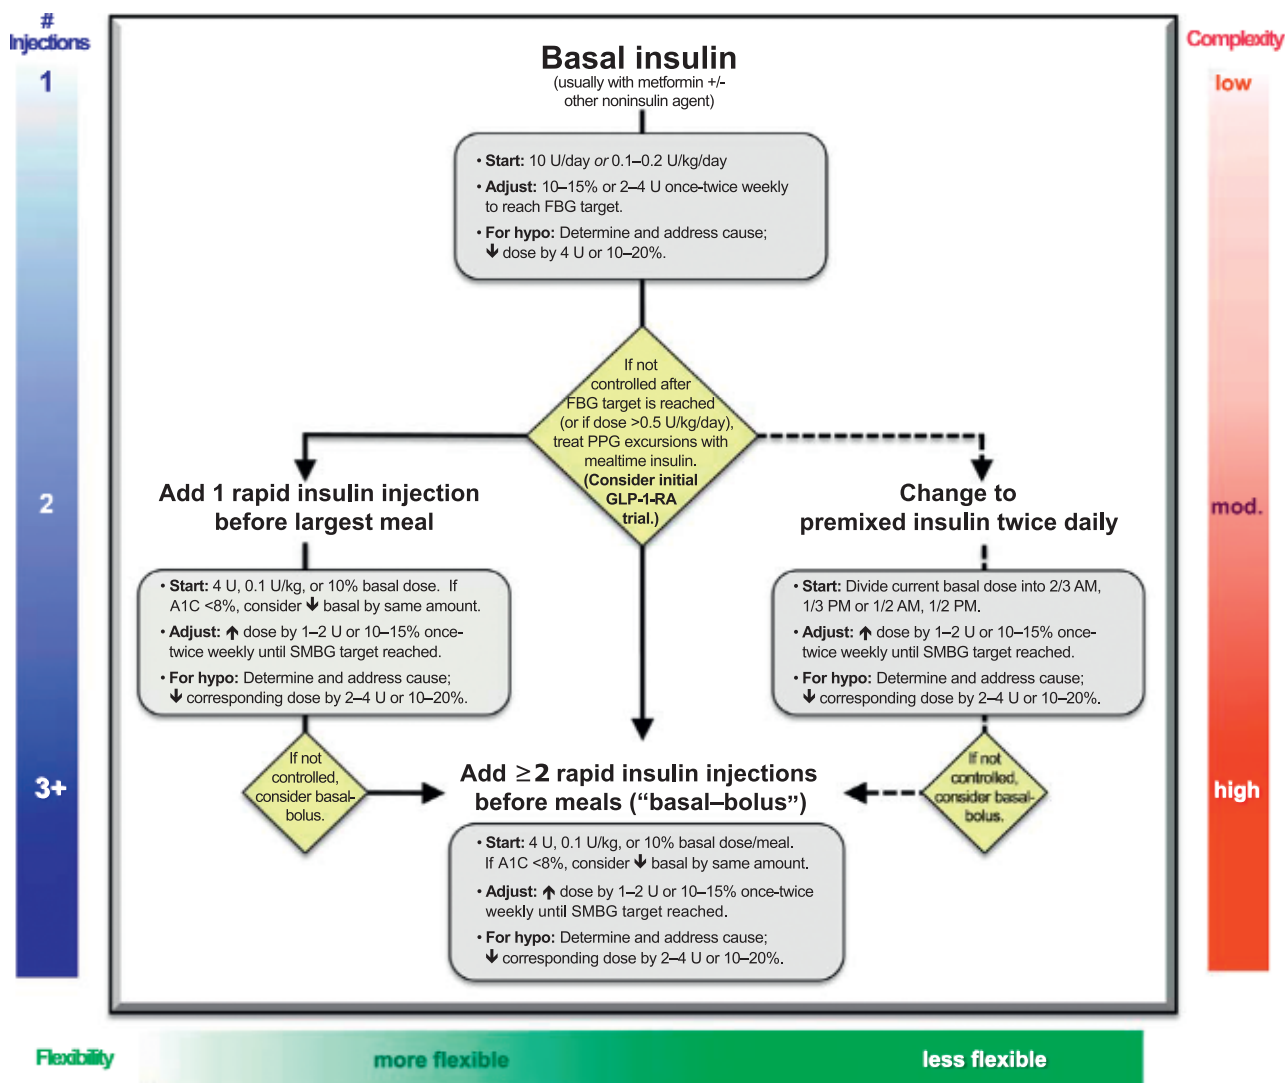 #
Injections
1
2
3+
Complexity
low
mod.
high
Basal insulin
(usually with metformin +/-
other noninsulin agent)
• Start: 10 U/day or 0.1–0.2 U/kg/day
• Adjust: 10–15% or 2–4 U once-twice weekly
to reach FBG target.
• For hypo: Determine and address cause;
↓ dose by 4 U or 10–20%.
If not
controlled after
FBG target is reached
(or if dose >0.5 U/kg/day),
treat PPG excursions with
mealtime insulin.
(Consider initial
GLP-1-RA
trial.)
Add 1 rapid insulin injection
before largest meal
• Start: 4 U, 0.1 U/kg, or 10% basal dose. If
A1C <8%, consider ↓ basal by same amount.
• Adjust: ↑ dose by 1–2 U or 10–15% once-
twice weekly until SMBG target reached.
• For hypo: Determine and address cause;
↓ corresponding dose by 2–4 U or 10–20%.
If not
controlled,
consider basal-
bolus.
Change to
premixed insulin twice daily
• Start: Divide current basal dose into 2/3 AM,
1/3 PM or 1/2 AM, 1/2 PM.
• Adjust: ↑ dose by 1–2 U or 10–15% once-
twice weekly until SMBG target reached.
• For hypo: Determine and address cause;
↓ corresponding dose by 2–4 U or 10–20%.
If not
controlled,
consider basal-
bolus.
Add ≥2 rapid insulin injections
before meals (“basal–bolus”)
• Start: 4 U, 0.1 U/kg, or 10% basal dose/meal.
If A1C <8%, consider ↓ basal by same amount.
• Adjust: ↑ dose by 1–2 U or 10–15% once-twice
weekly until SMBG target reached.
• For hypo: Determine and address cause;
↓ corresponding dose by 2–4 U or 10–20%.
Flexibility
more flexible
less flexible